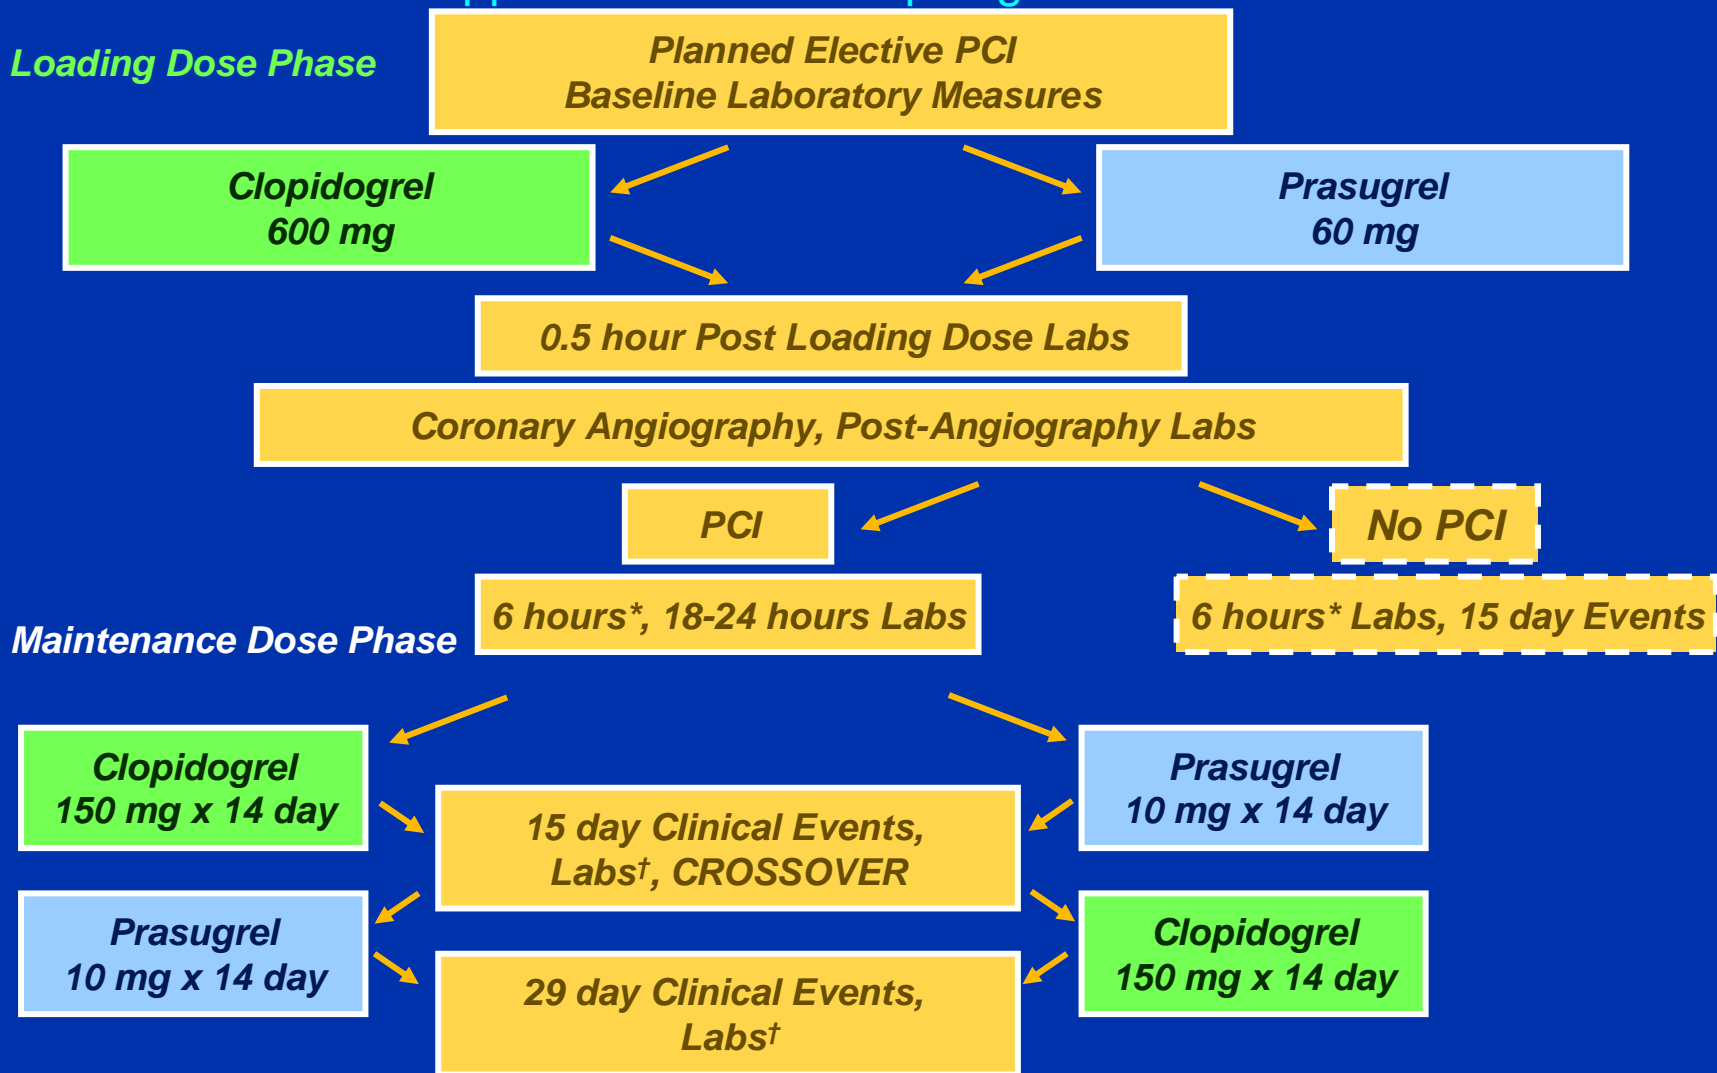 Loading Dose Phase
Planned Elective PCI
Baseline Laboratory Measures
Clopidogrel
600 mg
Prasugrel
60 mg
0.5 hour Post Loading Dose Labs
Coronary Angiography, Post-Angiography Labs
PCI
No PCI
6 hours*, 18-24 hours Labs
6 hours* Labs, 15 day Events
Maintenance Dose Phase
Clopidogrel
150 mg x 14 day
Prasugrel
10 mg x 14 day
15 day Clinical Events,
Labs†, CROSSOVER
Prasugrel
10 mg x 14 day
Clopidogrel
150 mg x 14 day
29 day Clinical Events,
Labs†